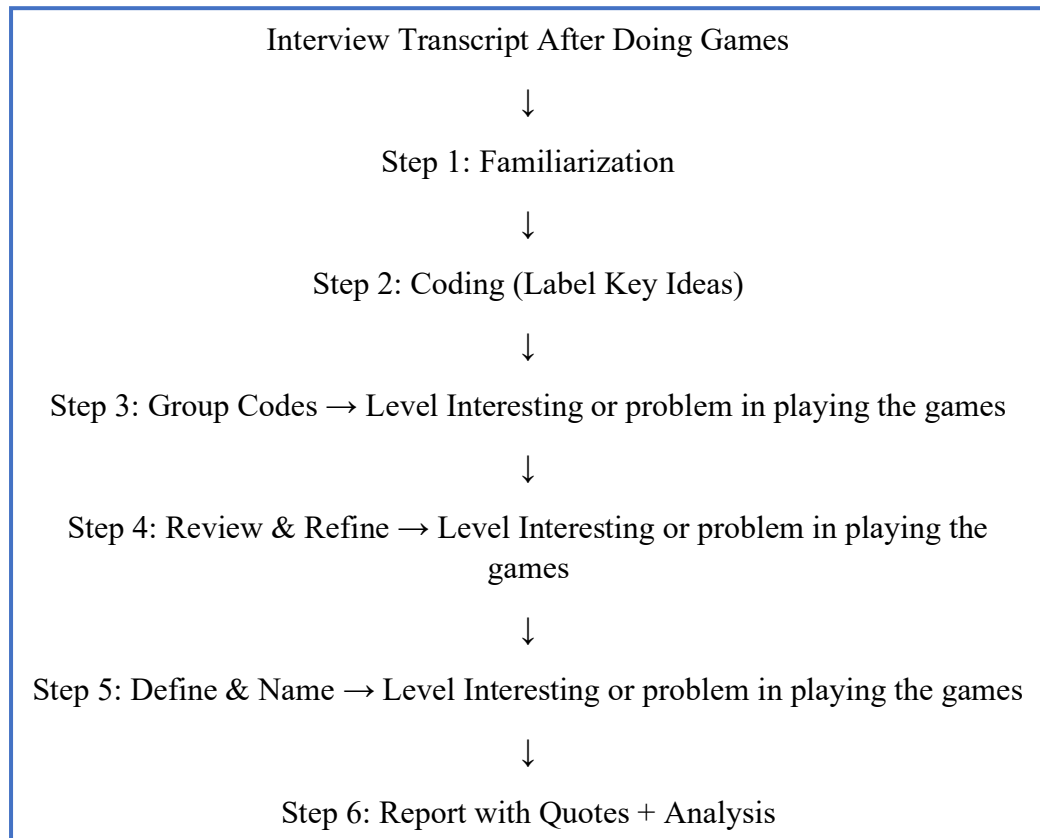 Interview Transcript After Doing Games
↓
Step 1: Familiarization
↓
Step 2: Coding (Label Key Ideas)
↓
Step 3: Group Codes → Level Interesting or problem in playing the games
↓
Step 4: Review & Refine → Level Interesting or problem in playing the
games
↓
Step 5: Define & Name → Level Interesting or problem in playing the games
↓
Step 6: Report with Quotes + Analysis